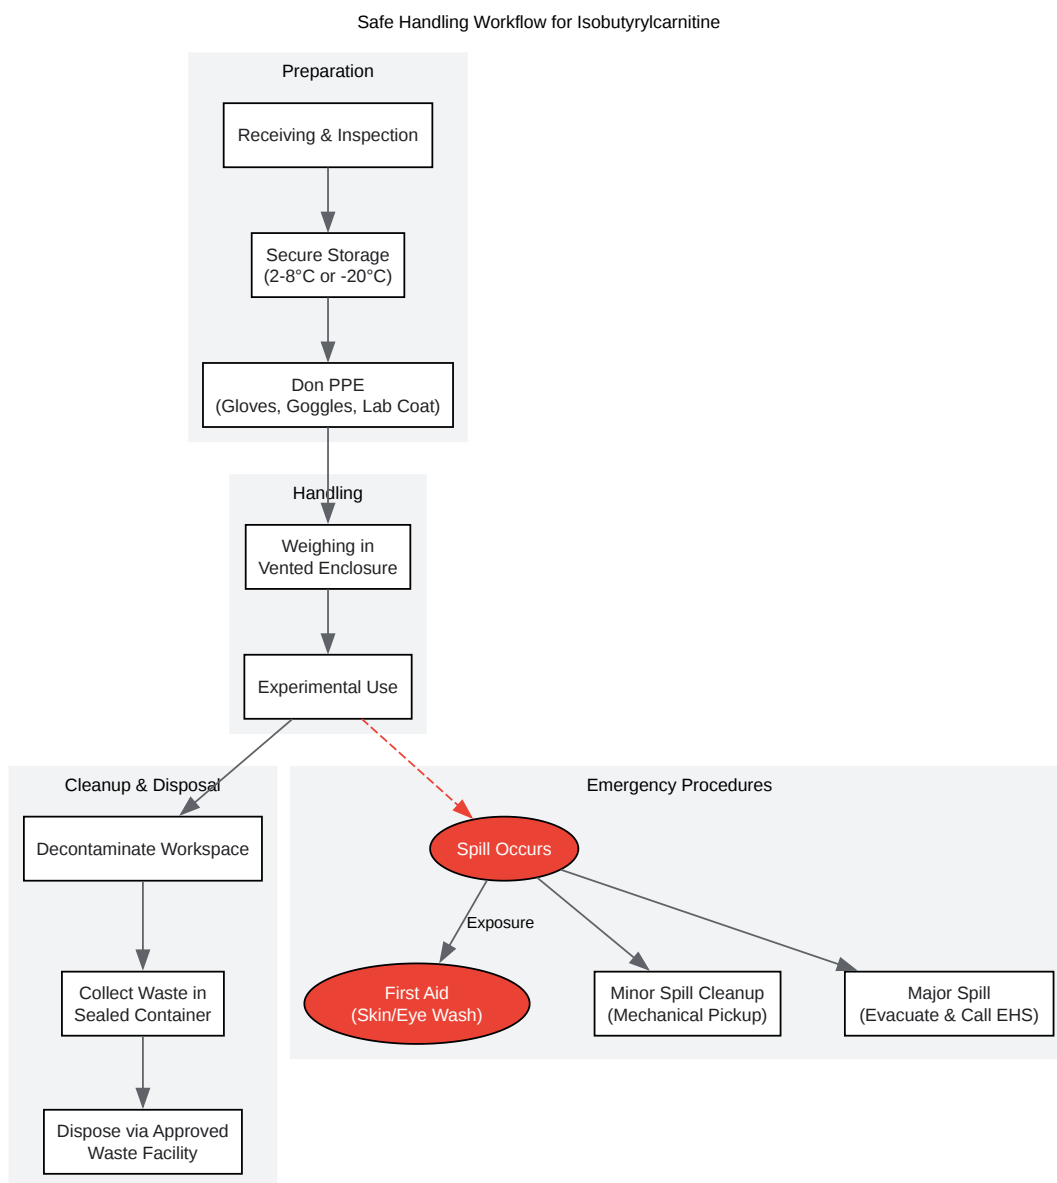 Safe Handling Workflow for Isobutyrylcarnitine
Preparation
Receiving & Inspection
Secure Storage
(2-8°C or -20°C)
Don PPE
(Gloves, Goggles, Lab Coat)
Handling
Weighing in
Vented Enclosure
Experimental Use
Cleanup & Disposal
Decontaminate Workspace
Collect Waste in
Sealed Container
Dispose via Approved
Waste Facility
Emergency Procedures
Spill Occurs
Exposure
First Aid
(Skin/Eye Wash)
Minor Spill Cleanup
(Mechanical Pickup)
Major Spill
(Evacuate & Call EHS)